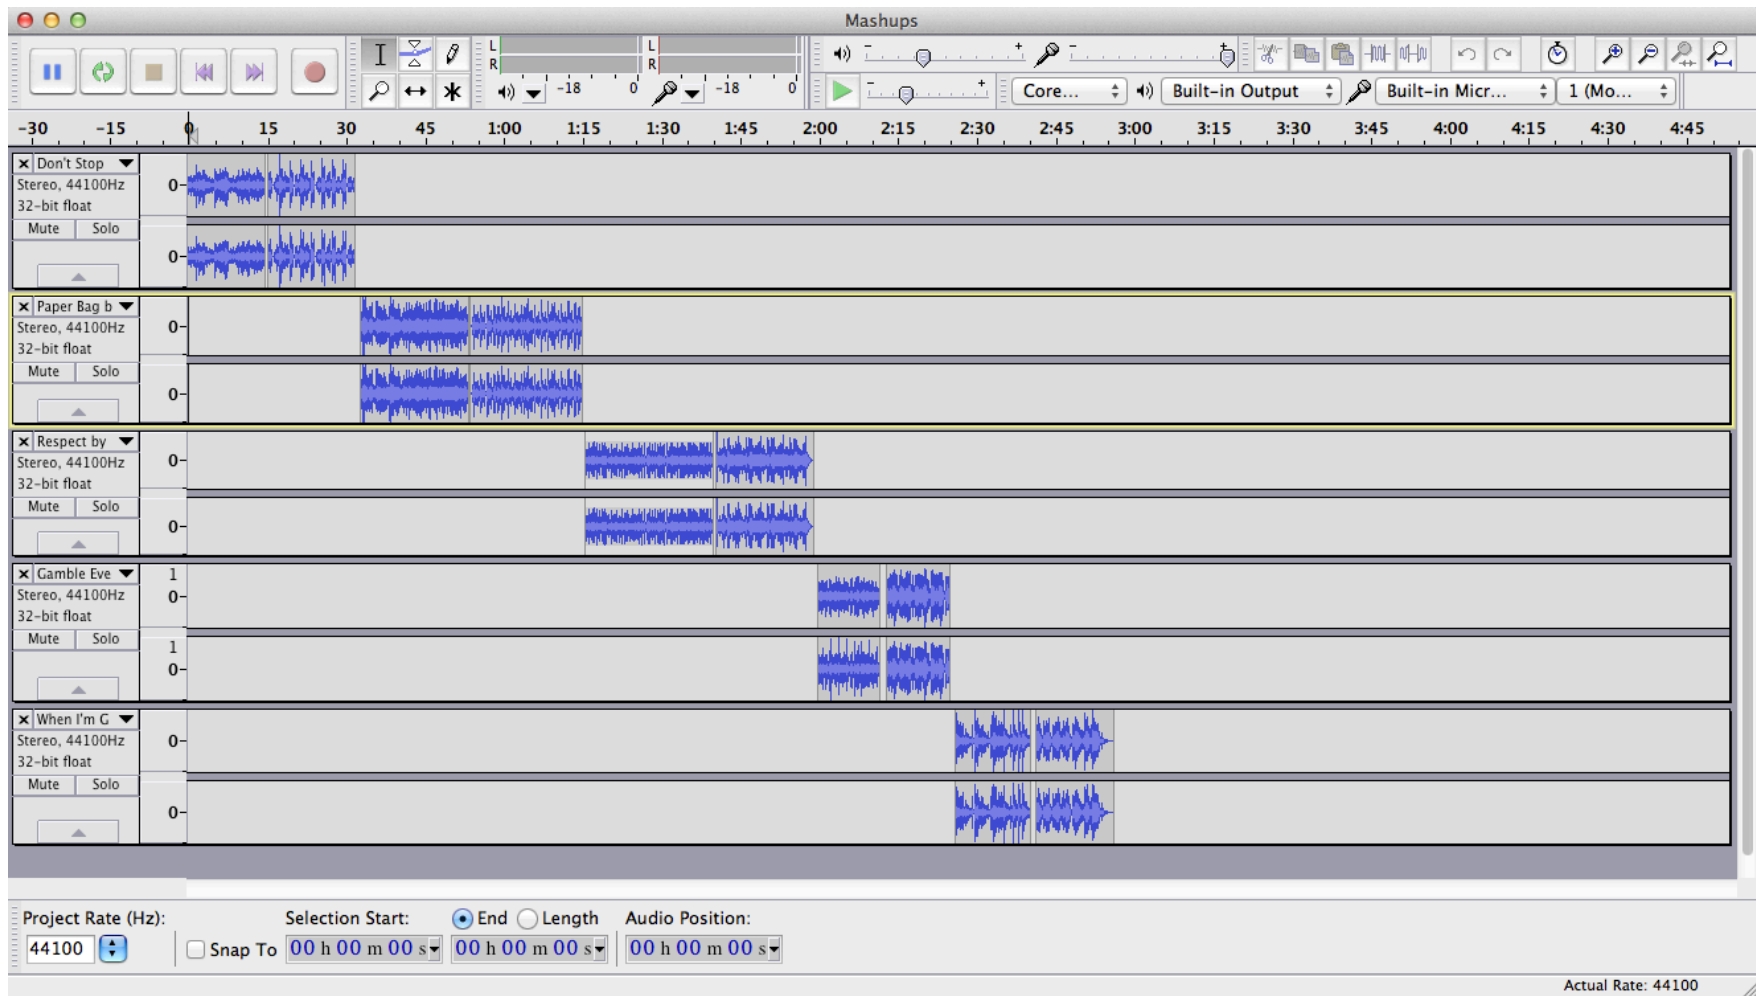 Mashups
L
R
-18 0
L
R
-18 0
Core... Built-in Output Built-in Micr... 1 (Mo...
-30 -15 0 15 30 45 1:00 1:15 1:30 1:45 2:00 2:15 2:30 2:45 3:00 3:15 3:30 3:45 4:00 4:15 4:30 4:45
Don't Stop
Stereo, 44100Hz
32-bit float
Mute Solo
0-
0-
Paper Bag b
Stereo, 44100Hz
32-bit float
Mute Solo
0-
0-
Respect by
Stereo, 44100Hz
32-bit float
Mute Solo
0-
0-
Gamble Eve
Stereo, 44100Hz
32-bit float
Mute Solo
1
0-
1
0-
When I'm G
Stereo, 44100Hz
32-bit float
Mute Solo
0-
0-
Project Rate (Hz): Selection Start: End Length Audio Position:
44100 Snap To 00 h 00 m 00 s 00 h 00 m 00 s 00 h 00 m 00 s
Actual Rate: 44100